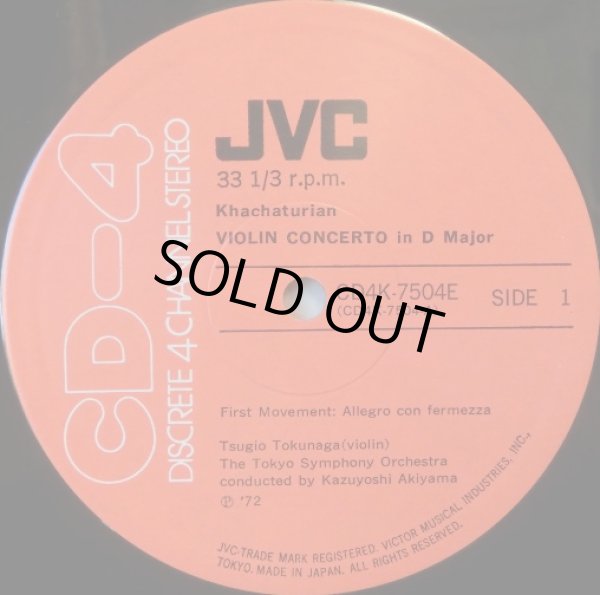 CD-4
DISCRETE 4 CHANNEL STEREO
JVC
33 1/3 r.p.m.
Khachaturian
VIOLIN CONCERTO in D Major
CD4K-7504E
SIDE 1
SOLD OUT
First Movement: Allegro con fermezza
Tsugio Tokunaga(violin)
The Tokyo Symphony Orchestra
conducted by Kazuyoshi Akiyama
℗ '72
JVC-TRADE MARK REGISTERED. VICTOR MUSICAL INDUSTRIES, INC.,
TOKYO. MADE IN JAPAN. ALL RIGHTS RESERVED.